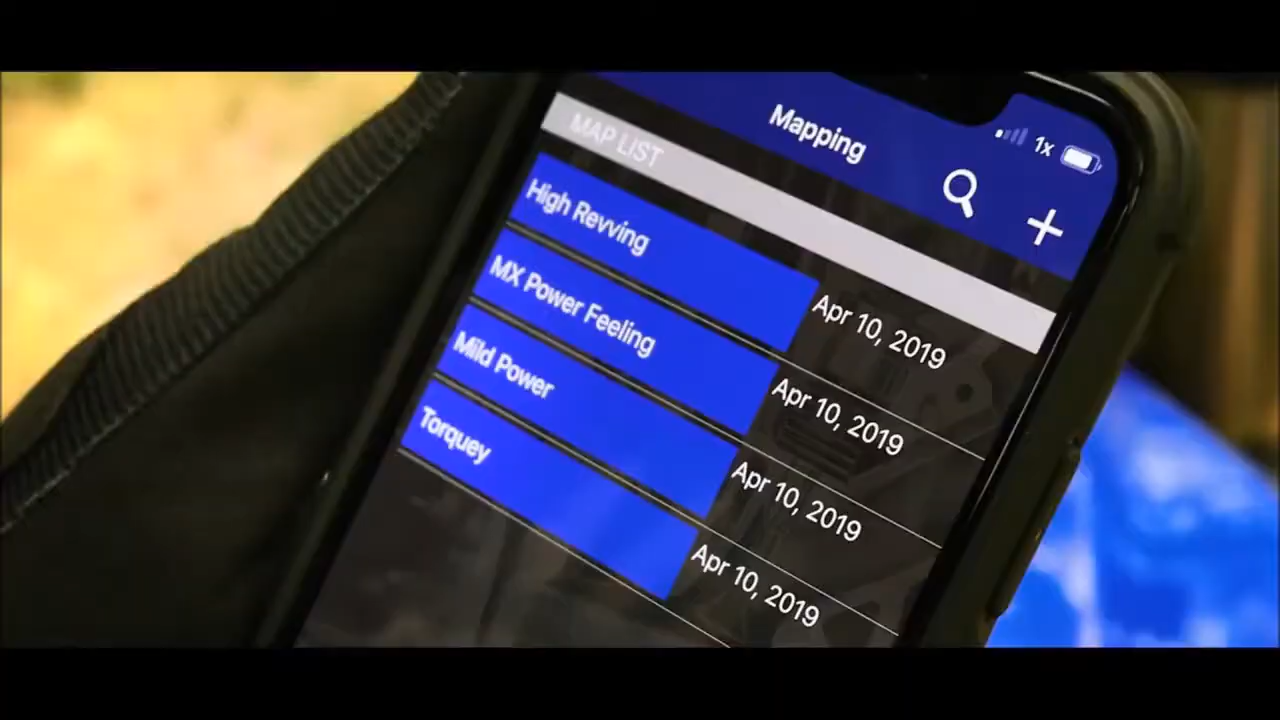 Mapping
1x
MAP LIST
High Revving Apr 10, 2019
MX Power Feeling Apr 10, 2019
Mild Power Apr 10, 2019
Torquey Apr 10, 2019